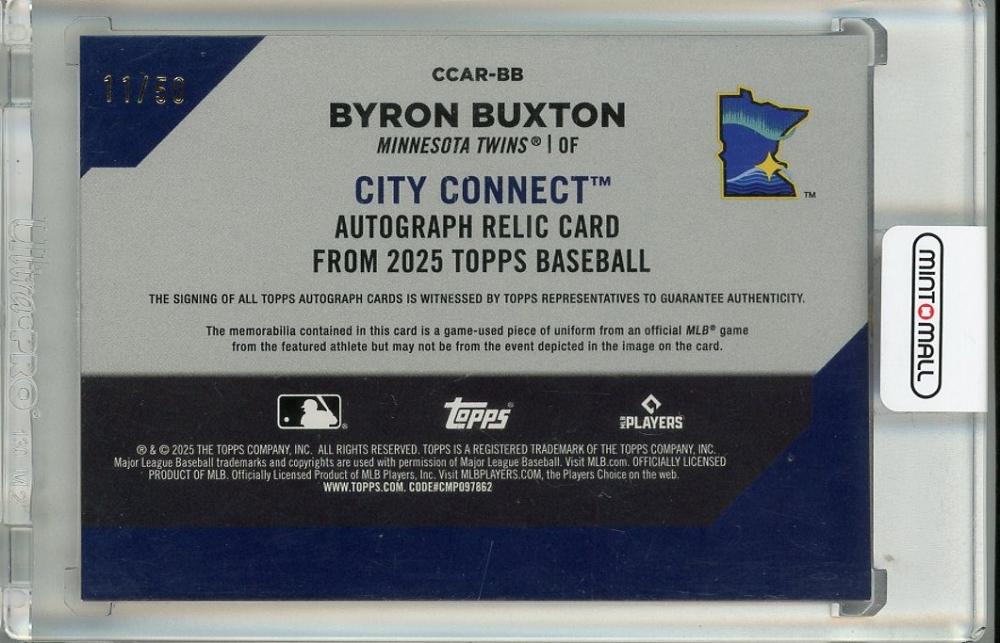 11/50
CCAR-BB
BYRON BUXTON
MINNESOTA TWINS® | OF
CITY CONNECT™
AUTOGRAPH RELIC CARD
FROM 2025 TOPPS BASEBALL
TM
THE SIGNING OF ALL TOPPS AUTOGRAPH CARDS IS WITNESSED BY TOPPS REPRESENTATIVES TO GUARANTEE AUTHENTICITY.
The memorabilia contained in this card is a game-used piece of uniform from an official MLB® game
from the featured athlete but may not be from the event depicted in the image on the card.
Topps®
MLB PLAYERS
® & © 2025 THE TOPPS COMPANY, INC. ALL RIGHTS RESERVED. TOPPS IS A REGISTERED TRADEMARK OF THE TOPPS COMPANY, INC.
Major League Baseball trademarks and copyrights are used with permission of Major League Baseball. Visit MLB.com. OFFICIALLY LICENSED
PRODUCT OF MLB. Officially Licensed Product of MLB Players, Inc. Visit MLBPLAYERS.COM, the Players Choice on the web.
WWW.TOPPS.COM. CODE#CMP097862
MINTOMALL
Ultra PRO®